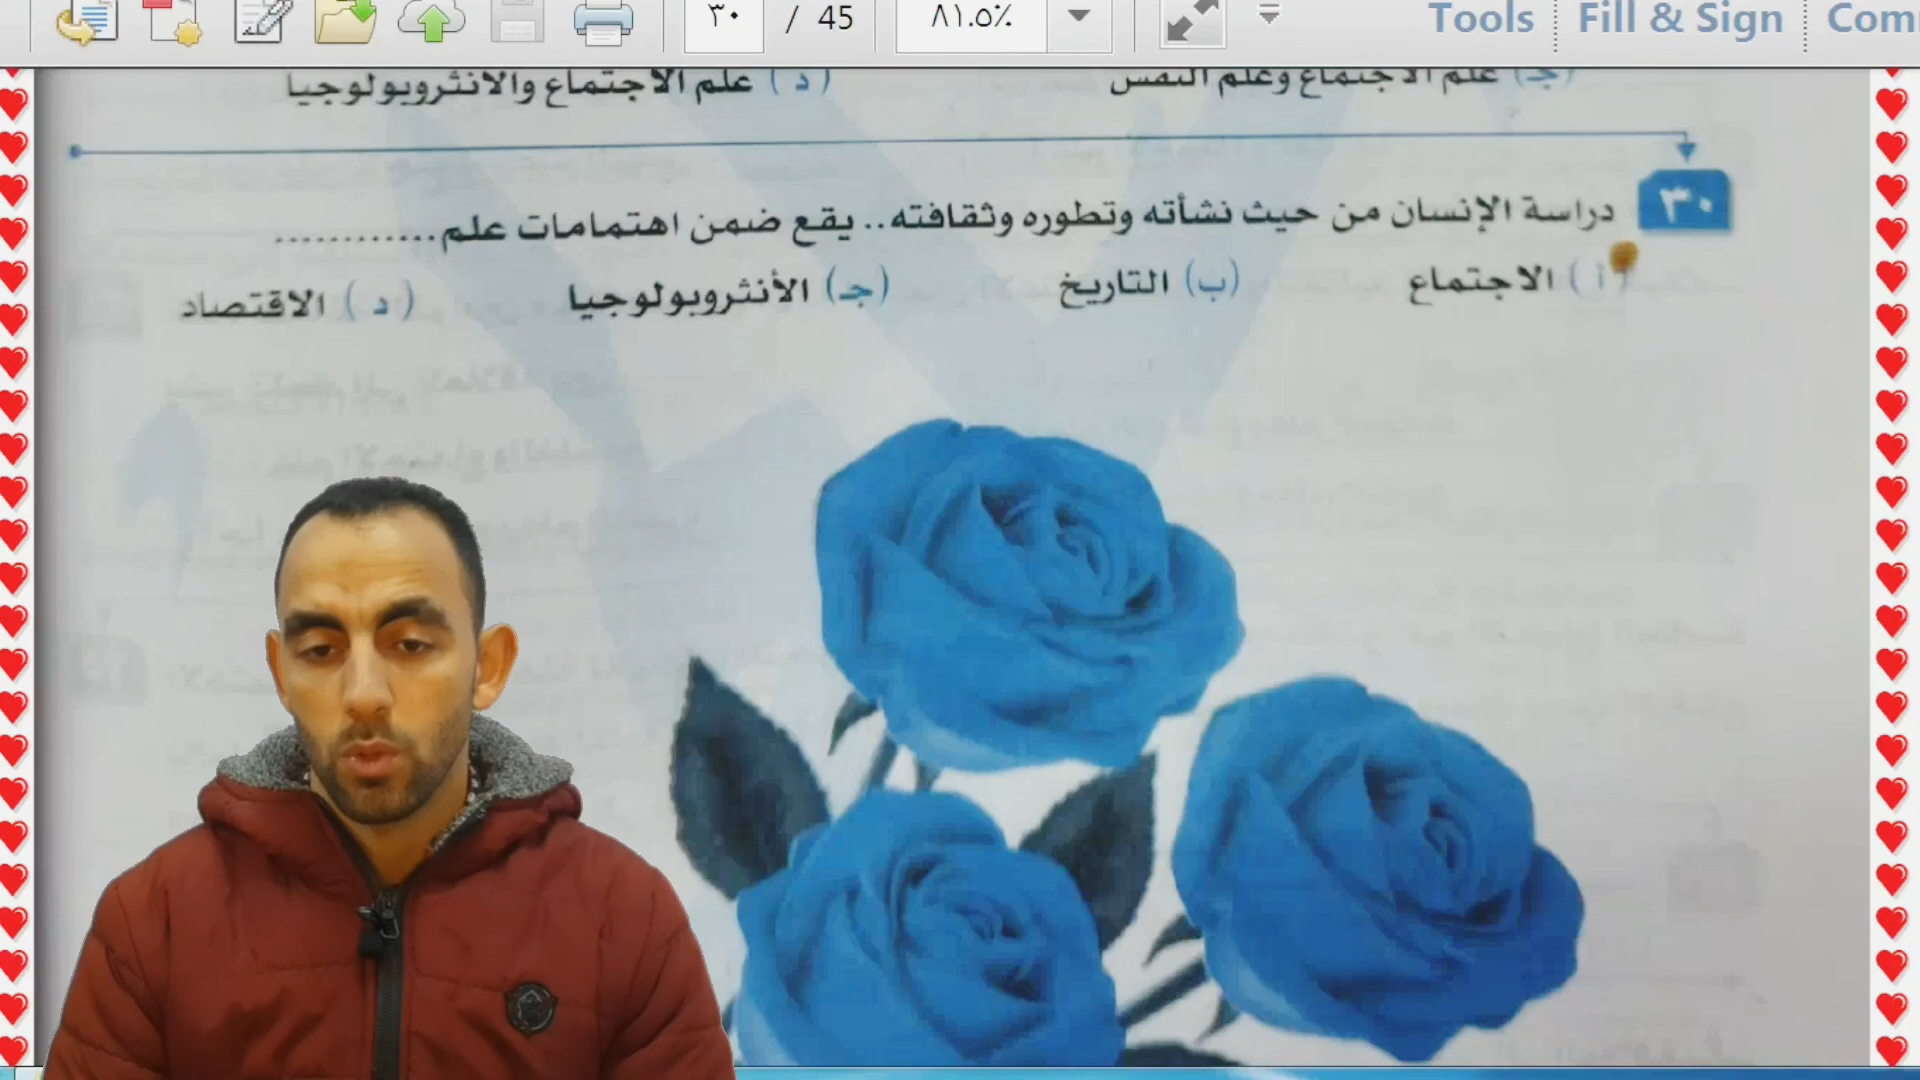 ٣٠ / 45 ٨١.٥٪ Tools Fill & Sign Com
(جـ) علم الاجتماع وعلم النفس (د) علم الاجتماع والانثروبولوجيا
٣٠ دراسة الإنسان من حيث نشأته وتطوره وثقافته.. يقع ضمن اهتمامات علم ............
(أ) الاجتماع (ب) التاريخ (جـ) الأنثروبولوجيا (د) الاقتصاد